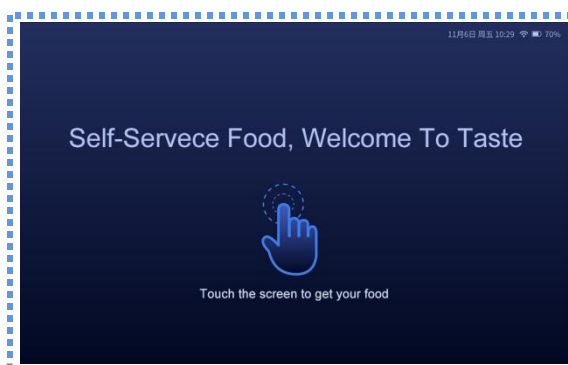 11月6日 周五 10:29 70%
Self-Servece Food, Welcome To Taste
Touch the screen to get your food